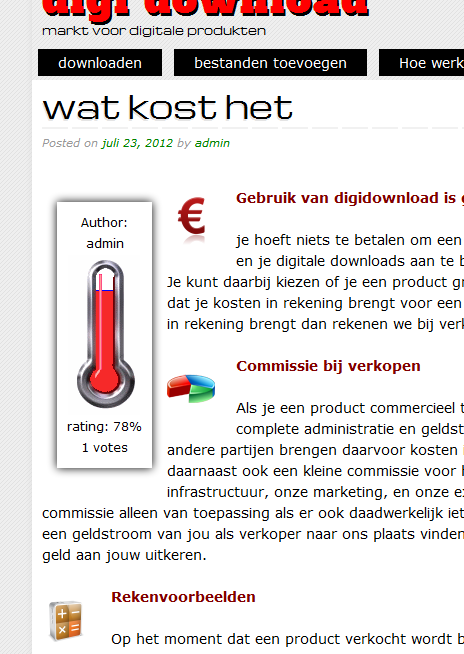 digi download
markt voor digitale produkten
downloaden
bestanden toevoegen
Hoe werk
wat kost het
Posted on juli 23, 2012 by admin
Author:
admin
rating: 78%
1 votes
Gebruik van digidownload is g
je hoeft niets te betalen om een
en je digitale downloads aan te b
Je kunt daarbij kiezen of je een product gr
dat je kosten in rekening brengt voor een
in rekening brengt dan rekenen we bij verk
Commissie bij verkopen
Als je een product commercieel t
complete administratie en geldst
andere partijen brengen daarvoor kosten i
daarnaast ook een kleine commissie voor h
infrastructuur, onze marketing, en onze ex
commissie alleen van toepassing als er ook daadwerkelijk iet
een geldstroom van jou als verkoper naar ons plaats vinden
geld aan jouw uitkeren.
Rekenvoorbeelden
Op het moment dat een product verkocht wordt b